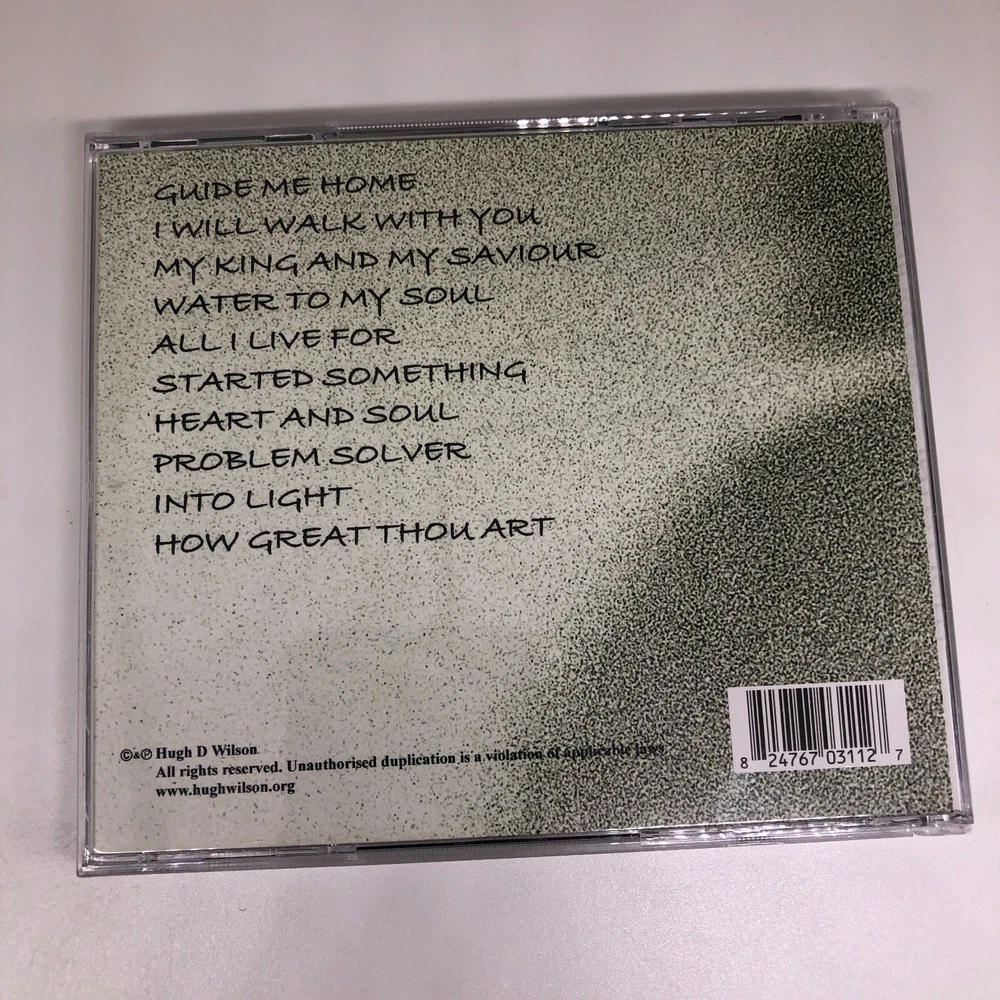 GUIDE ME HOME
I WILL WALK WITH YOU
MY KING AND MY SAVIOUR
WATER TO MY SOUL
ALL I LIVE FOR
STARTED SOMETHING
HEART AND SOUL
PROBLEM SOLVER
INTO LIGHT
HOW GREAT THOU ART
©&℗ Hugh D Wilson
All rights reserved. Unauthorised duplication is a violation of applicable laws
www.hughwilson.org
8 24767 03112 7